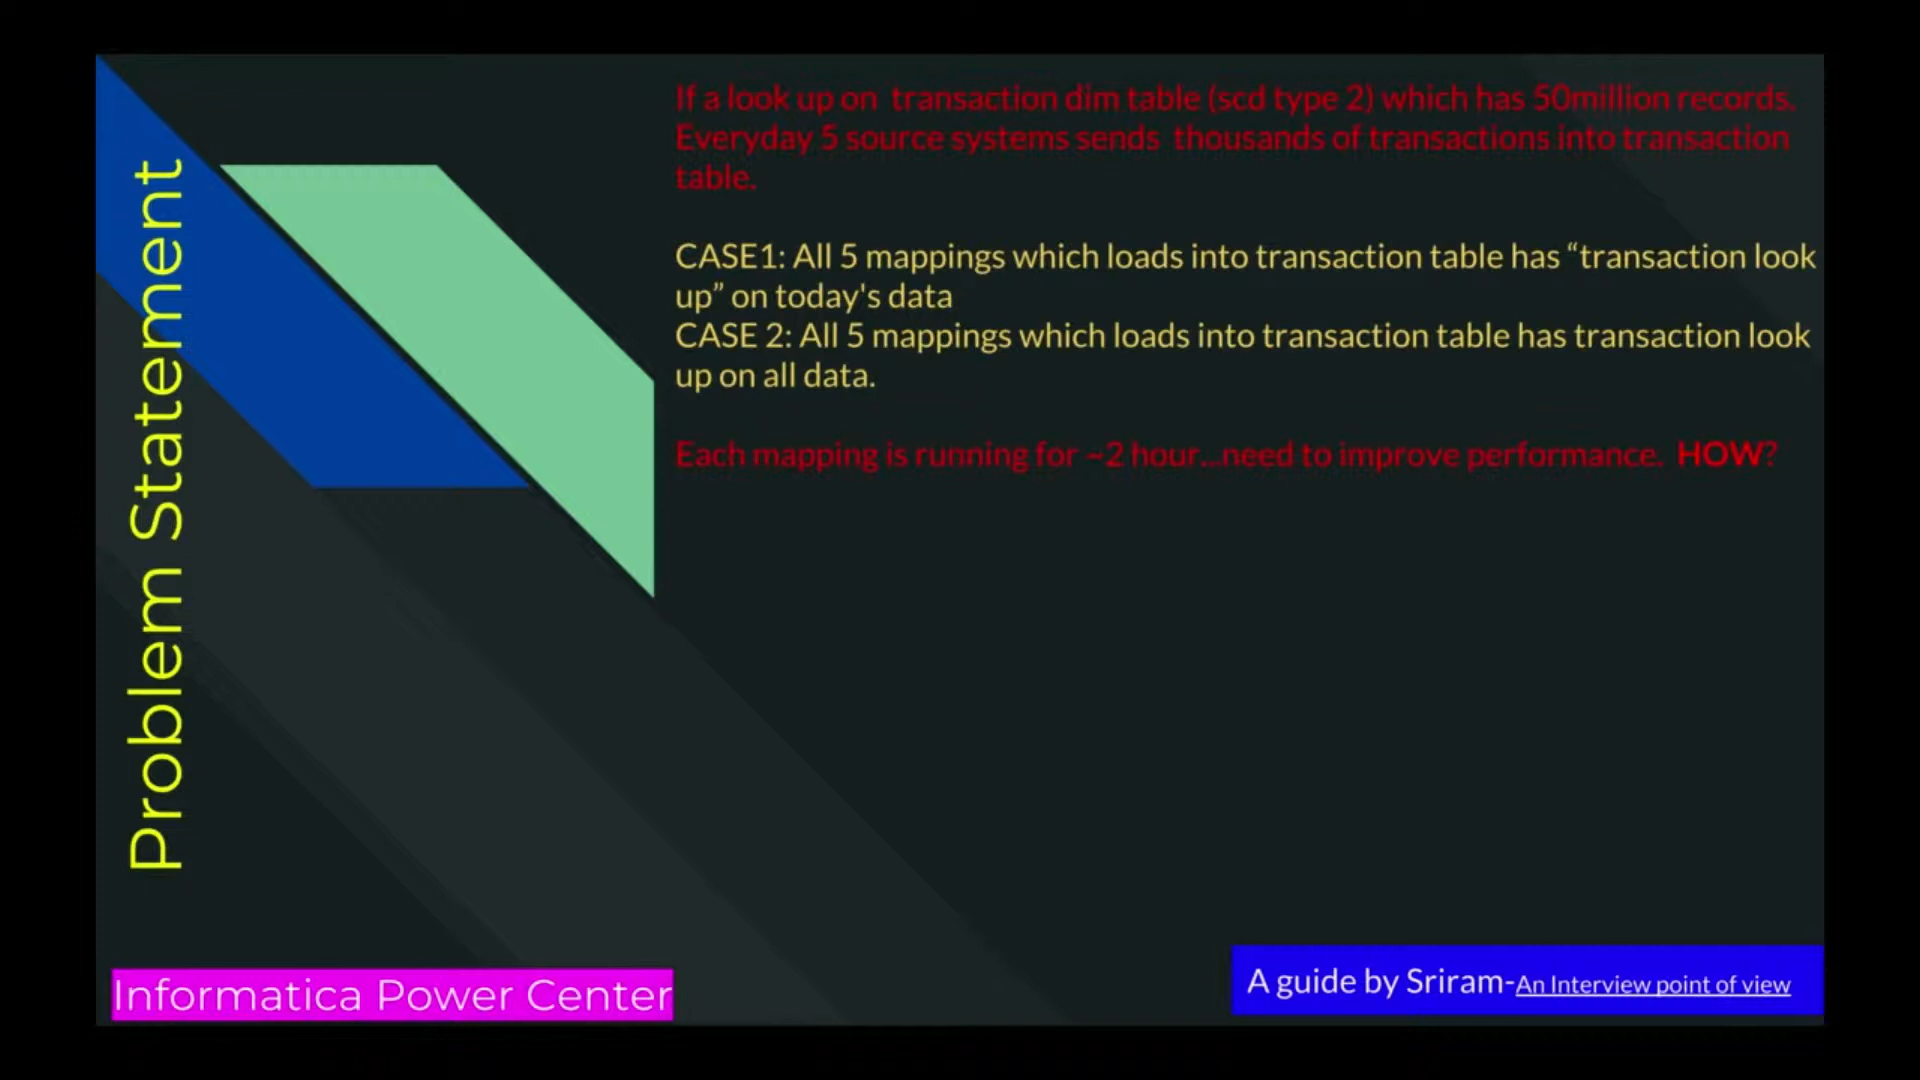 Problem Statement
If a look up on transaction dim table (scd type 2) which has 50million records.
Everyday 5 source systems sends thousands of transactions into transaction
table.
CASE1: All 5 mappings which loads into transaction table has “transaction look
up” on today's data
CASE 2: All 5 mappings which loads into transaction table has transaction look
up on all data.
Each mapping is running for ~2 hour...need to improve performance. HOW?
Informatica Power Center
A guide by Sriram-An Interview point of view